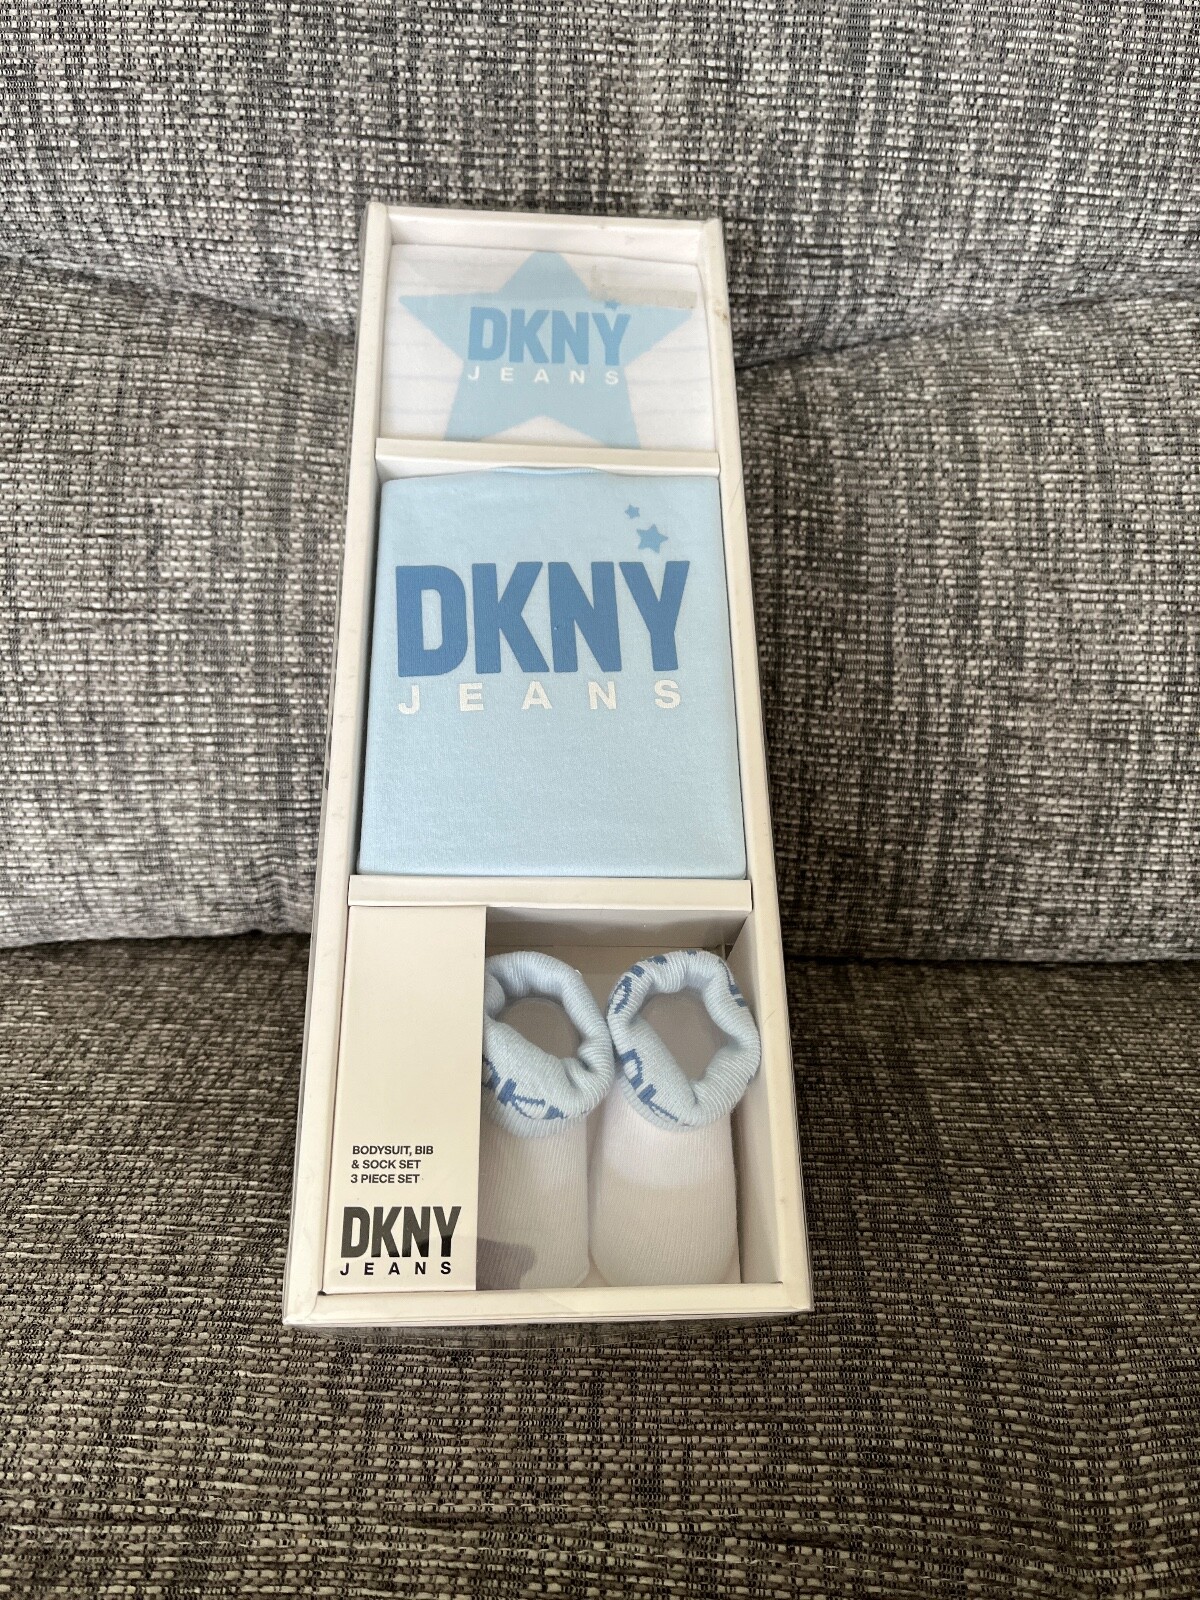 DKNY
JEANS
DKNY
JEANS
BODYSUIT, BIB
& SOCK SET
3 PIECE SET
DKNY
JEANS